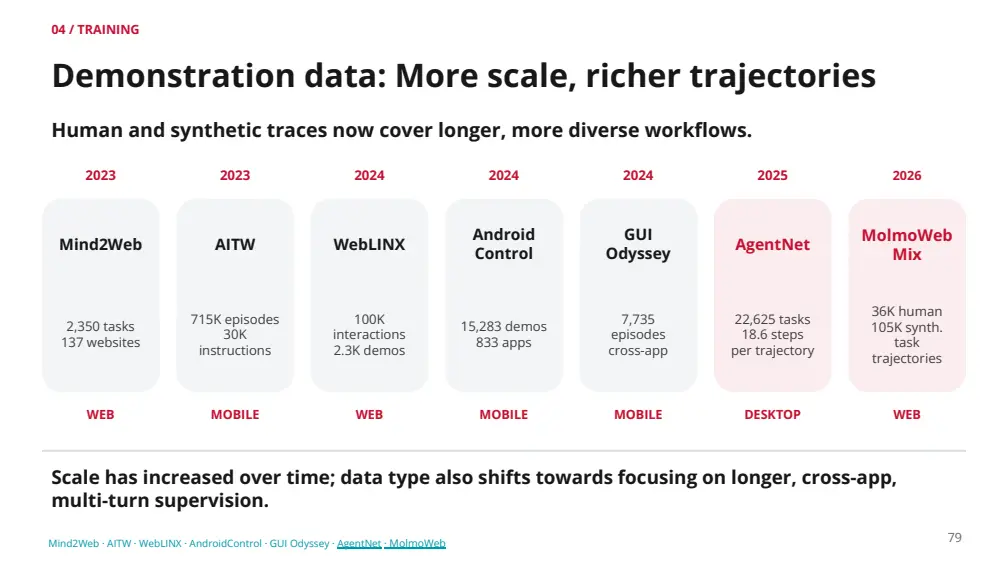 04 / TRAINING
Demonstration data: More scale, richer trajectories
Human and synthetic traces now cover longer, more diverse workflows.
2023
Mind2Web
2,350 tasks
137 websites
WEB
2023
AITW
715K episodes
30K
instructions
MOBILE
2024
WebLINX
100K
interactions
2.3K demos
WEB
2024
Android
Control
15,283 demos
833 apps
MOBILE
2024
GUI
Odyssey
7,735
episodes
cross-app
MOBILE
2025
AgentNet
22,625 tasks
18.6 steps
per trajectory
DESKTOP
2026
MolmoWeb
Mix
36K human
105K synth.
task
trajectories
WEB
Scale has increased over time; data type also shifts towards focusing on longer, cross-app,
multi-turn supervision.
Mind2Web · AITW · WebLINX · AndroidControl · GUI Odyssey · AgentNet · MolmoWeb
79